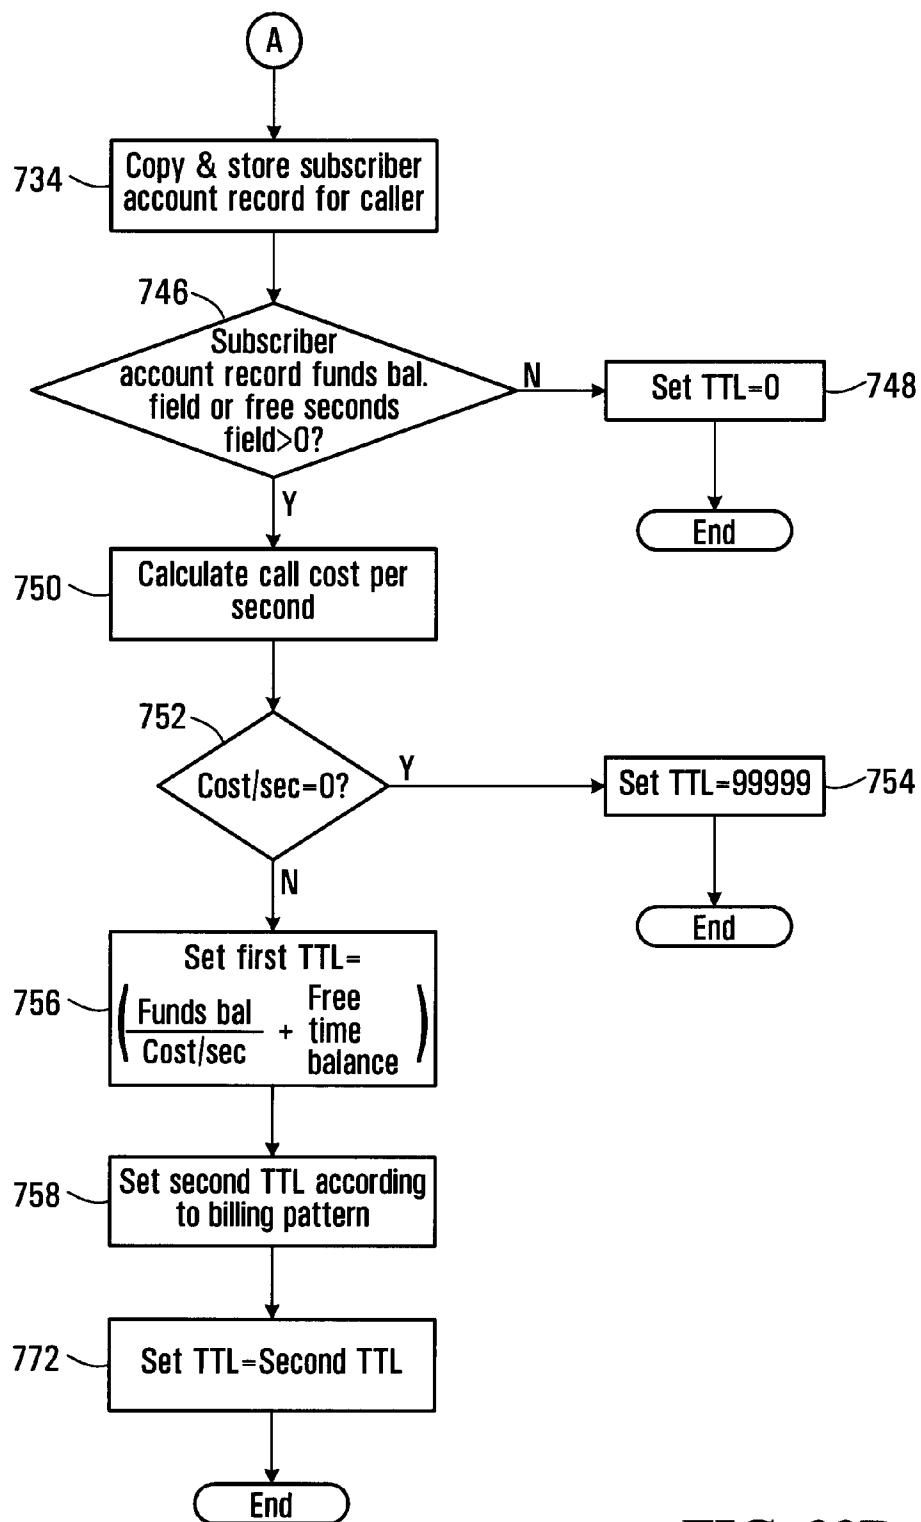 A
734
Copy & store subscriber
account record for caller
746
Subscriber
account record funds bal.
field or free seconds
field>0?
N
Set TTL=0
748
Y
End
750
Calculate call cost per
second
752
Cost/sec=0?
Y
Set TTL=99999
754
N
End
756
Set first TTL=
( Funds bal / Cost/sec + Free time balance )
758
Set second TTL according
to billing pattern
772
Set TTL=Second TTL
End